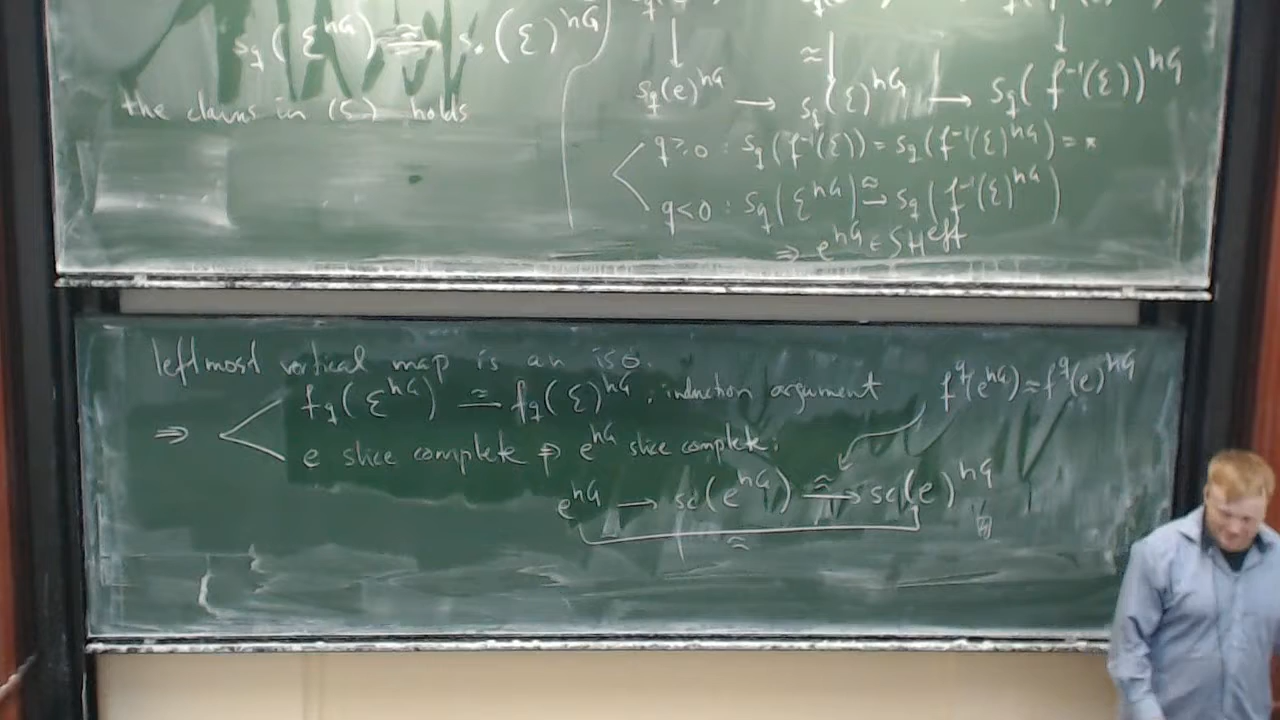 s_q(Ɛ^{hG}) ≃ s.(Ɛ)^{hG}
the claims in (5) holds
s_q(e)^{hG} → s_q(Ɛ)^{hG} → s_q(f^{-1}(Ɛ))^{hG}
q≥0 : s_q(f^{-1}(Ɛ)) = s_q(f^{-1}(Ɛ)^{hG}) = *
q<0 : s_q(Ɛ^{hG}) ≃→ s_q(f^{-1}(Ɛ)^{hG})
⇒ e^{hG} ∈ SH^{eff}
leftmost vertical map is an iso.
⇒ f_q(Ɛ^{hG}) ≃ f_q(Ɛ)^{hG}, induction argument f^q(e^{hG}) ≃ f^q(e)^{hG}
e slice complete ⇒ e^{hG} slice complete.
e^{hG} → sc(e^{hG}) ≃→ sc(e)^{hG}
≃